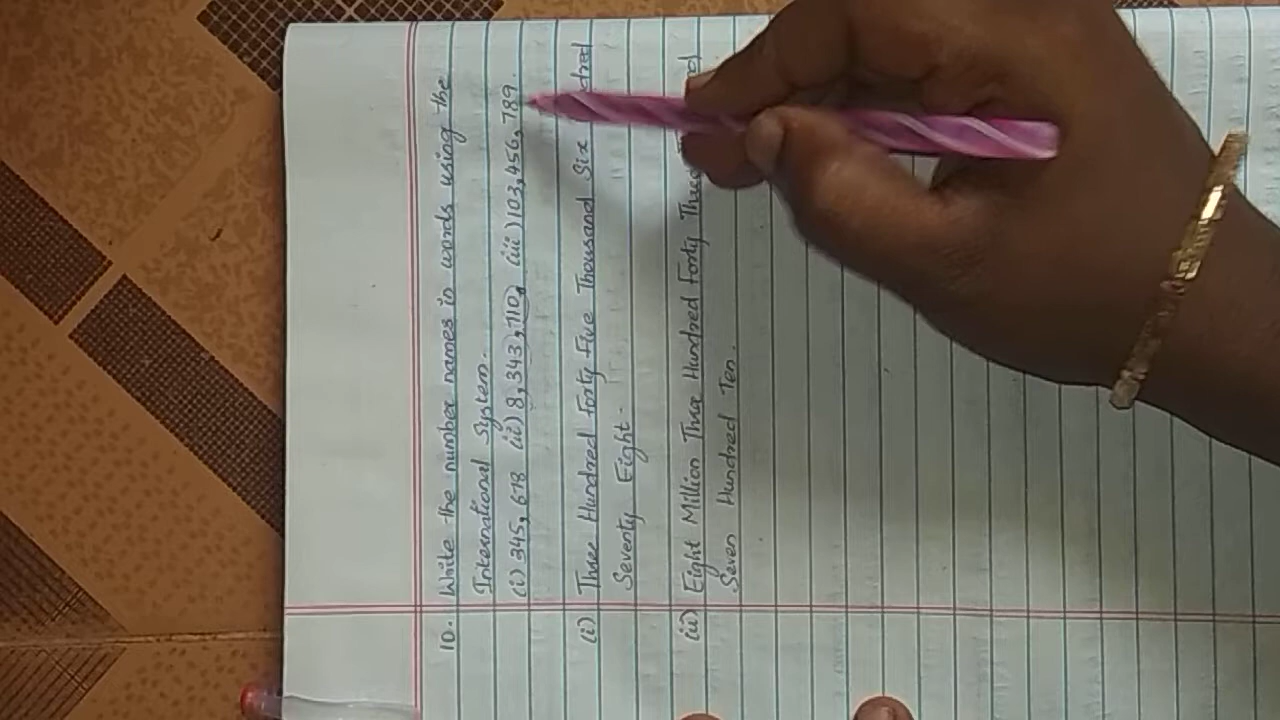 10. Write the number names in words using the
International System.
(i) 345, 678 (ii) 8,343,710, (iii) 103,456,789.
(i) Three Hundred Forty Five Thousand Six
Seventy Eight.
(ii) Eight Million Three Hundred Forty Three
Seven Hundred Ten.